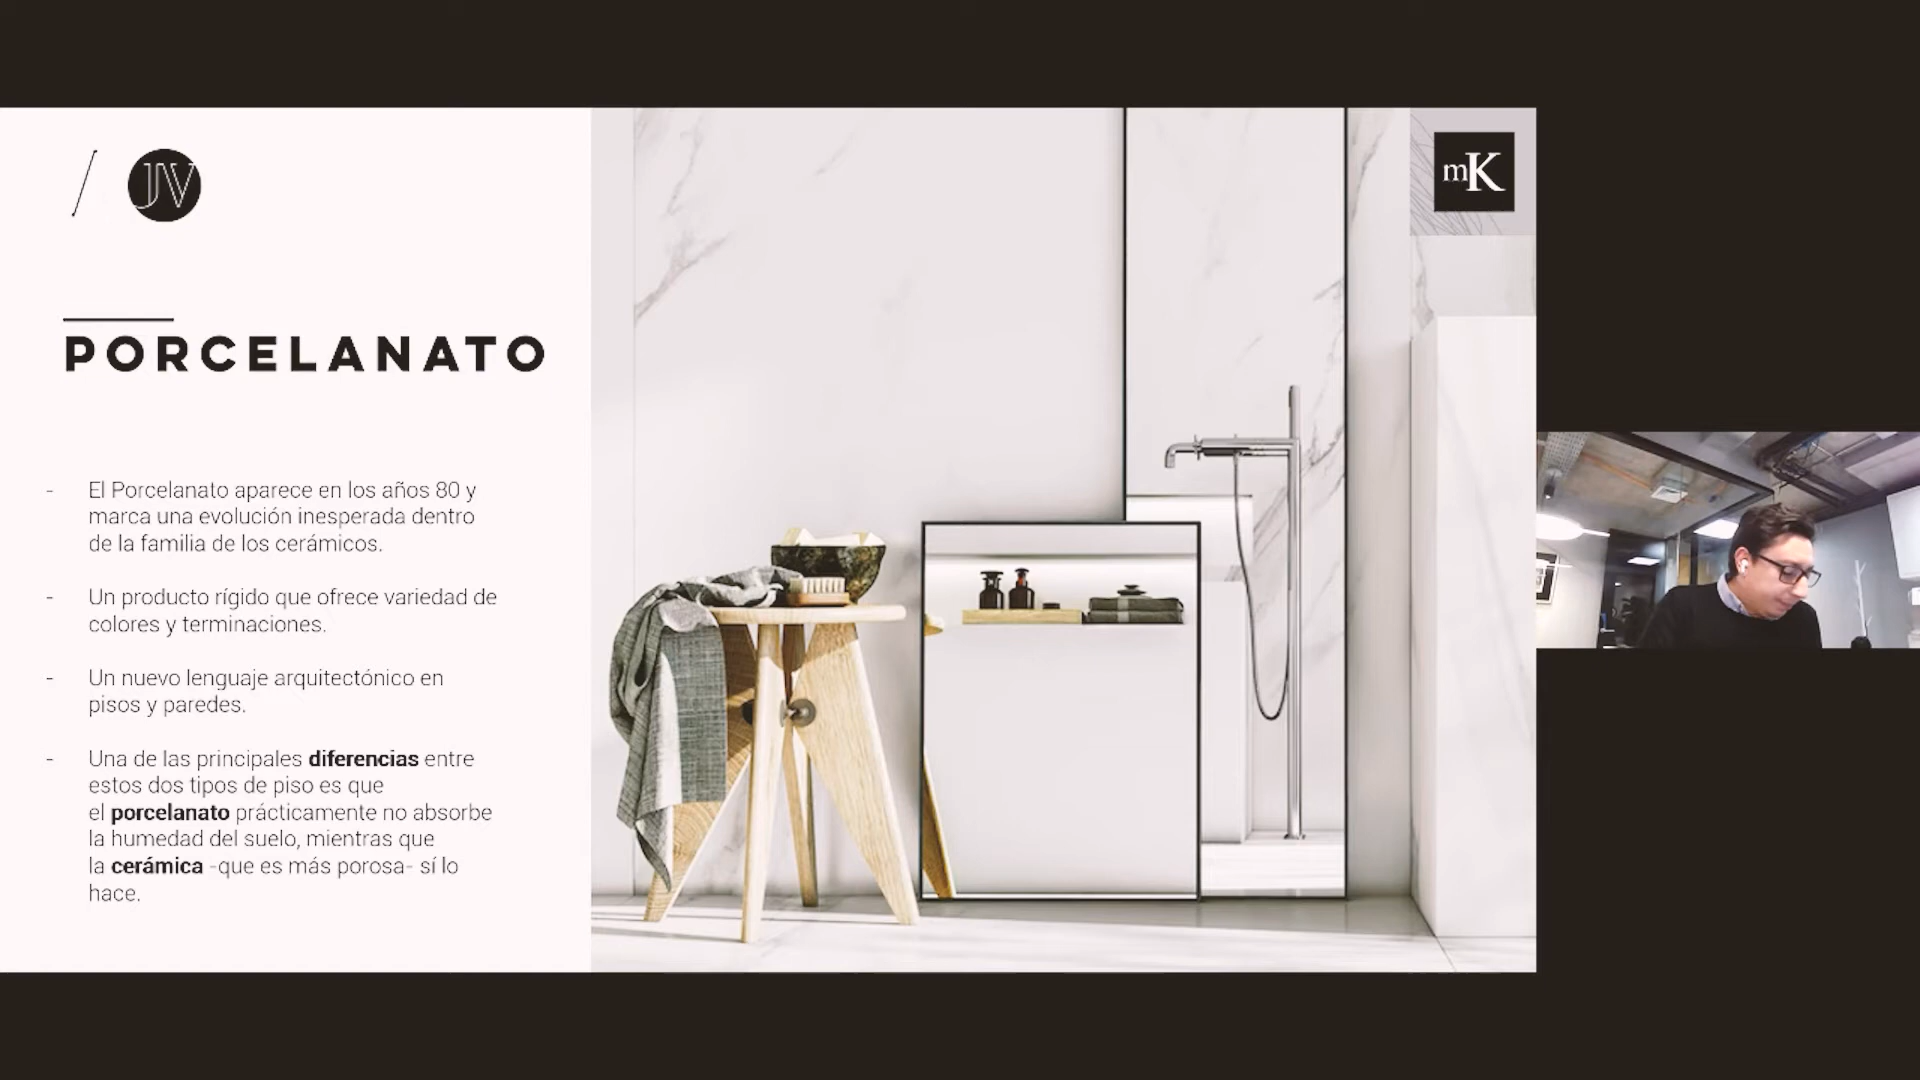 JV
mK
PORCELANATO
- El Porcelanato aparece en los años 80 y
marca una evolución inesperada dentro
de la familia de los cerámicos.
- Un producto rígido que ofrece variedad de
colores y terminaciones.
- Un nuevo lenguaje arquitectónico en
pisos y paredes.
- Una de las principales diferencias entre
estos dos tipos de piso es que
el porcelanato prácticamente no absorbe
la humedad del suelo, mientras que
la cerámica -que es más porosa- sí lo
hace.